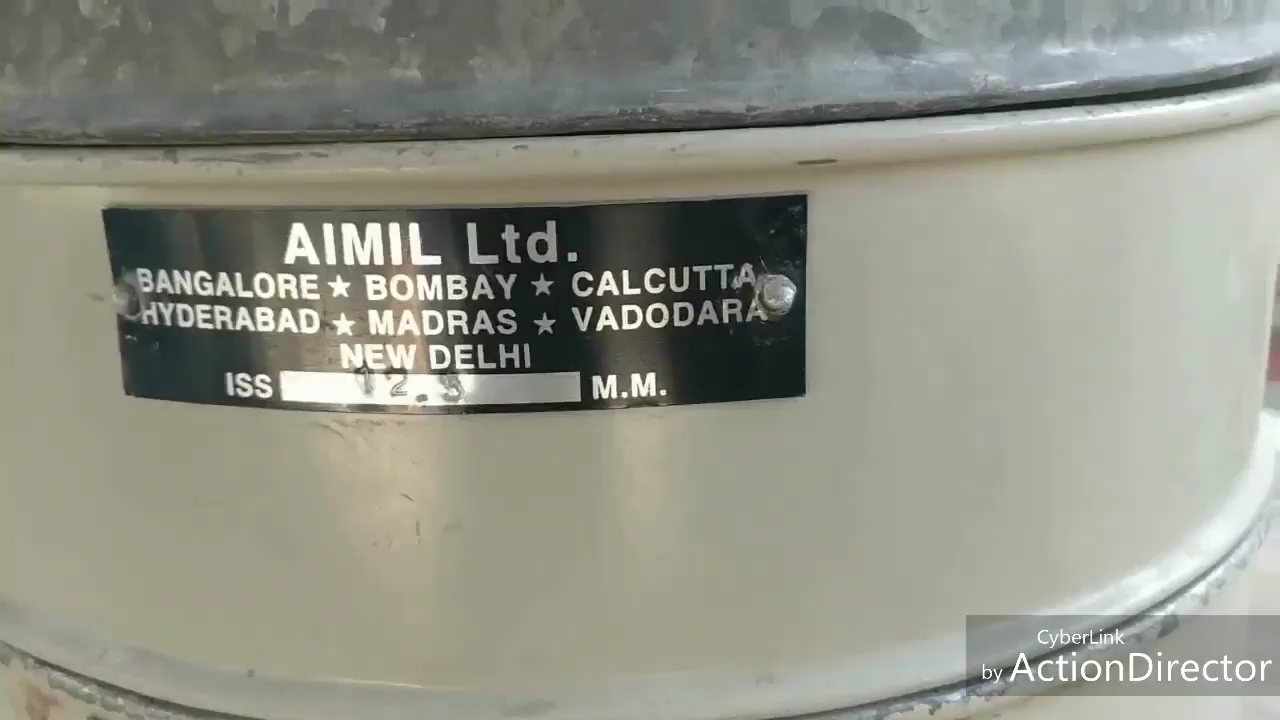 AIMIL Ltd.
BANGALORE ★ BOMBAY ★ CALCUTTA
HYDERABAD ★ MADRAS ★ VADODARA
NEW DELHI
ISS 12.5 M.M.
CyberLink
by ActionDirector